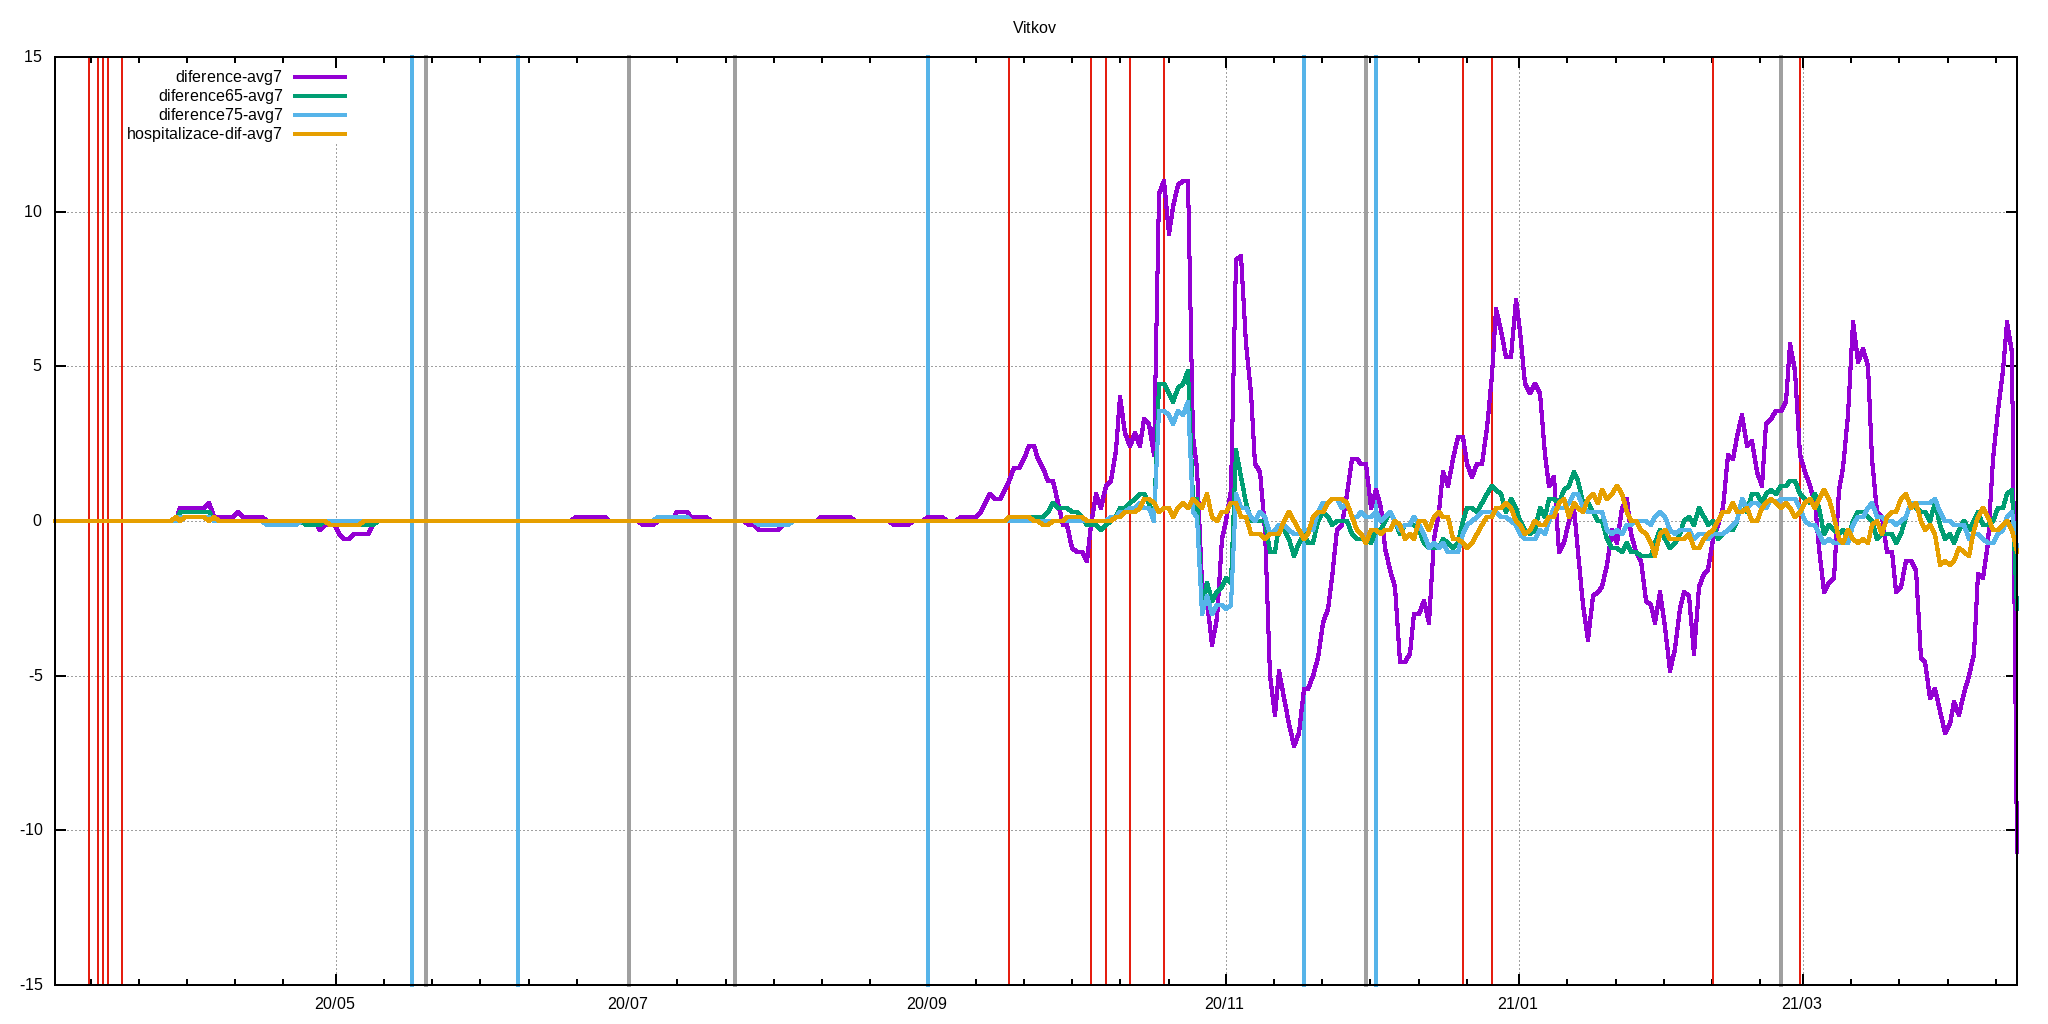 Vitkov
diference-avg7
diference65-avg7
diference75-avg7
hospitalizace-dif-avg7
15
10
5
0
-5
-10
-15
20/05 20/07 20/09 20/11 21/01 21/03